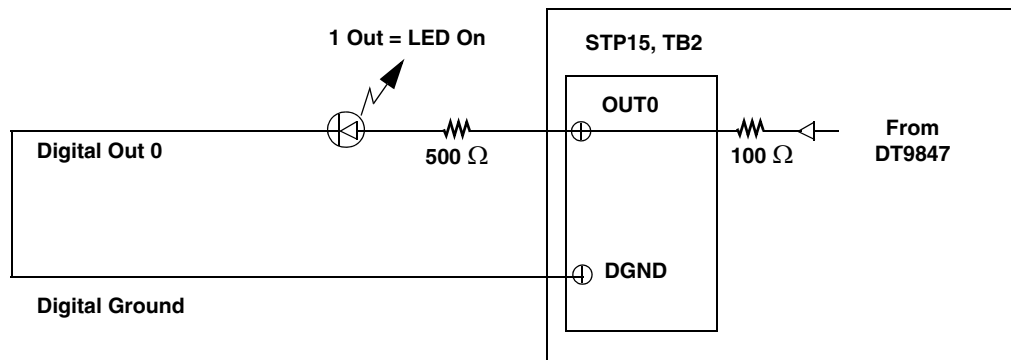 1 Out = LED On
STP15, TB2
OUT0
From
DT9847
Digital Out 0
500 Ω
100 Ω
DGND
Digital Ground